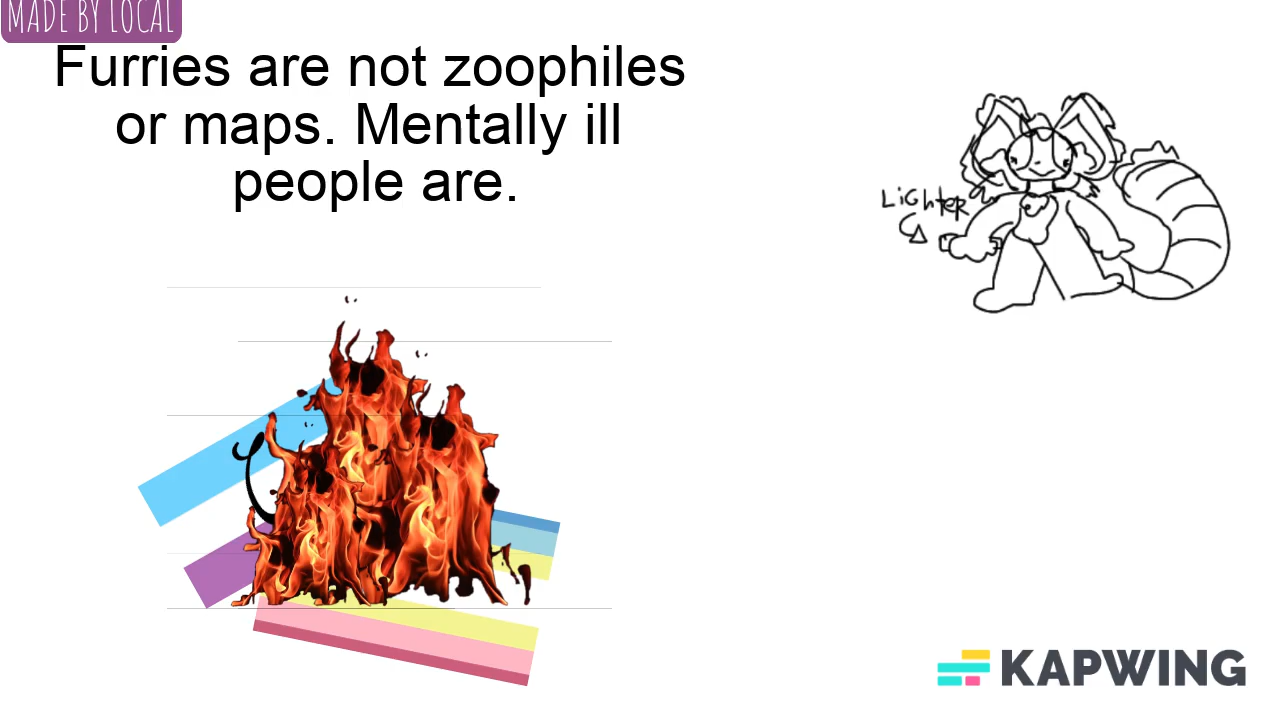 MADE BY LOCAL
Furries are not zoophiles
or maps. Mentally ill
people are.
LiGhter
KAPWING